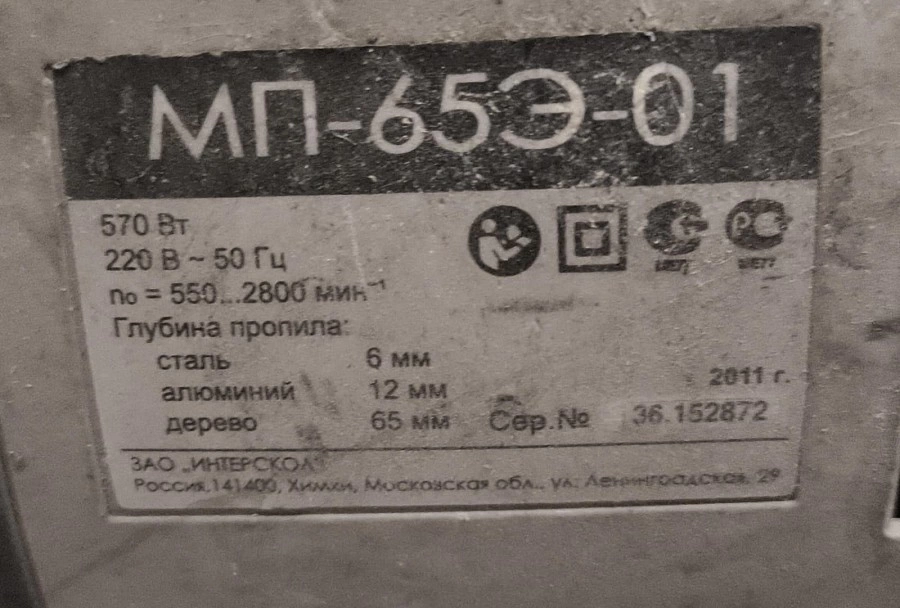 МП-65Э-01
570 Вт
220 В ~ 50 Гц
no = 550...2800 мин⁻¹
Глубина пропила:
сталь 6 мм
алюминий 12 мм
дерево 65 мм
2011 г.
Сер.№ 36.152872
ЗАО „ИНТЕРСКОЛ"
Россия,141400, Химки, Московская обл., ул. Ленинградская, 29